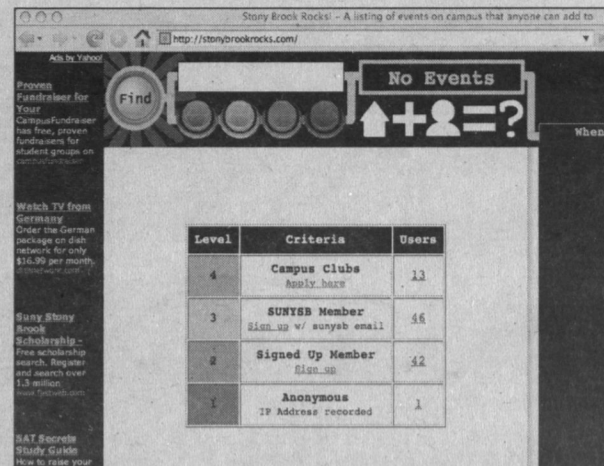 Stony Brook Rocks! – A listing of events on campus that anyone can add to
http://stonybrookrocks.com/
Ads by Yahoo!
Proven
Fundraiser for
Your
CampusFundraiser
has free, proven
fundraisers for
student groups on
campusfundraiser
Watch TV from
Germany
Order the German
package on dish
network for only
$16.99 per month.
Suny Stony
Brook
Scholarship -
Free scholarship
search. Register
and search over
1.3 million
www.fastweb.com
SAT Secrets
Study Guide
How to raise your
Find
No Events
+ = ?
When
Level Criteria Users
4 Campus Clubs 13
Apply here
3 SUNYSB Member 46
Sign up w/ sunysb email
2 Signed Up Member 42
Sign up
1 Anonymous 1
IP Address recorded